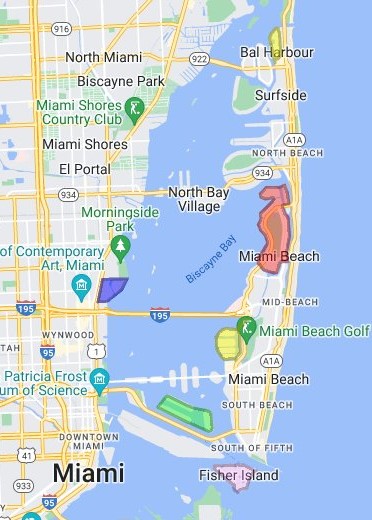 916
North Miami
922
Bal Harbour
Biscayne Park
Surfside
Miami Shores
Country Club
A1A
Miami Shores
NORTH BEACH
El Portal
934
934
North Bay
Village
Morningside
Park
of Contemporary
Art, Miami
Biscayne Bay
Miami Beach
195
195
MID-BEACH
WYNWOOD
Miami Beach Golf
TAH
95
1
A1A
Patricia Frost
um of Science
Miami Beach
SOUTH BEACH
DOWNTOWN
MIAMI
41
SOUTH OF FIFTH
95
Miami
Fisher Island
933